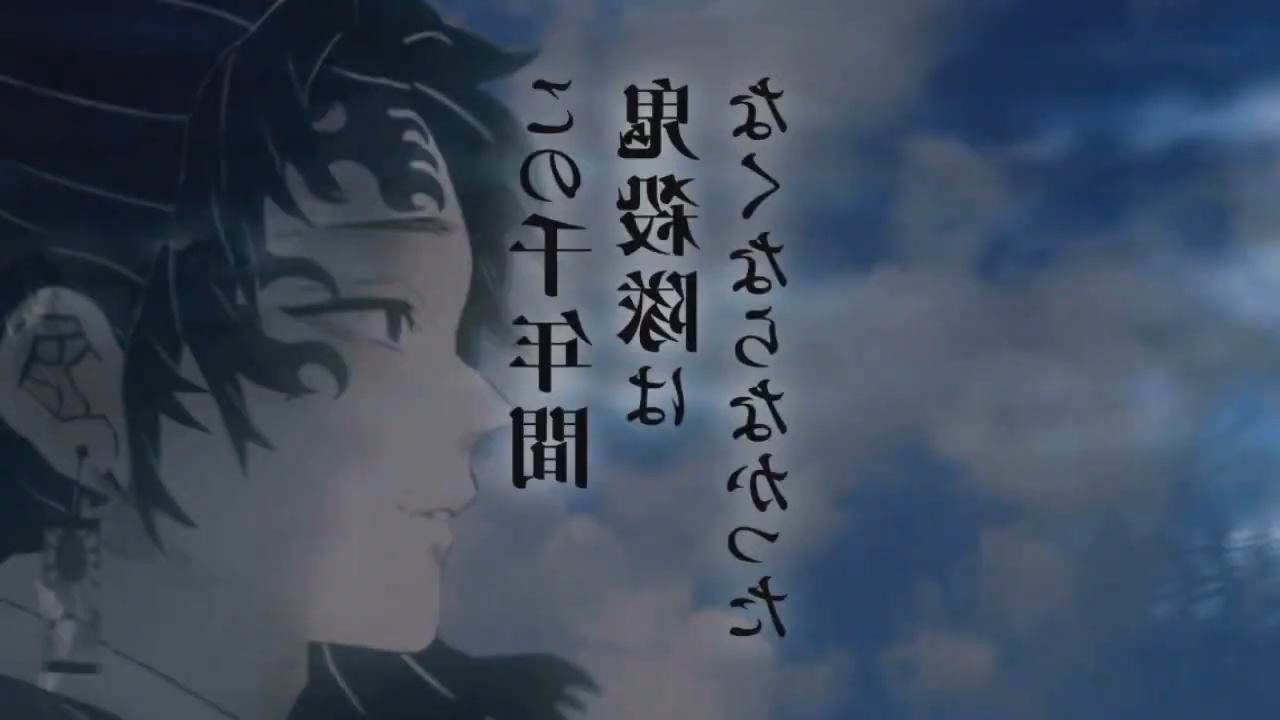 鬼殺隊は
この千年間
なくならなかった